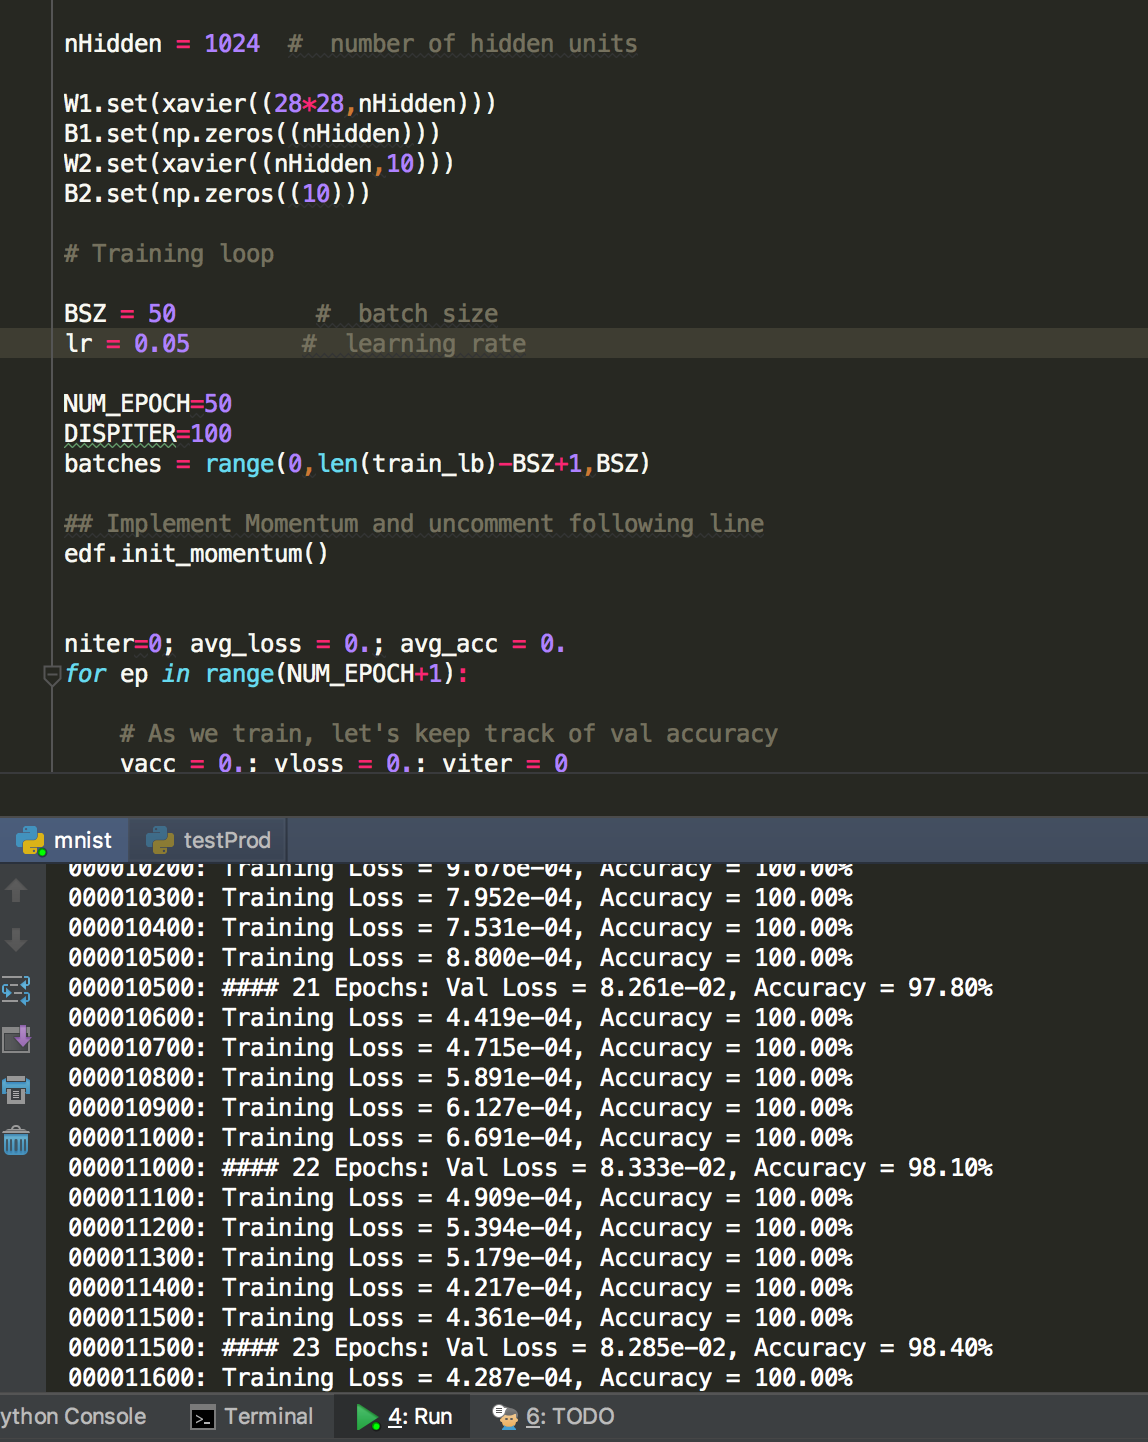 nHidden = 1024  #  number of hidden units
W1.set(xavier((28*28,nHidden)))
B1.set(np.zeros((nHidden)))
W2.set(xavier((nHidden,10)))
B2.set(np.zeros((10)))
# Training loop
BSZ = 50          #  batch size
lr = 0.05        #  learning rate
NUM_EPOCH=50
DISPITER=100
batches = range(0,len(train_lb)-BSZ+1,BSZ)
## Implement Momentum and uncomment following line
edf.init_momentum()
niter=0; avg_loss = 0.; avg_acc = 0.
for ep in range(NUM_EPOCH+1):
    # As we train, let's keep track of val accuracy
    vacc = 0.; vloss = 0.; viter = 0
mnist testProd
000010200: Training Loss = 9.676e-04, Accuracy = 100.00%
000010300: Training Loss = 7.952e-04, Accuracy = 100.00%
000010400: Training Loss = 7.531e-04, Accuracy = 100.00%
000010500: Training Loss = 8.800e-04, Accuracy = 100.00%
000010500: #### 21 Epochs: Val Loss = 8.261e-02, Accuracy = 97.80%
000010600: Training Loss = 4.419e-04, Accuracy = 100.00%
000010700: Training Loss = 4.715e-04, Accuracy = 100.00%
000010800: Training Loss = 5.891e-04, Accuracy = 100.00%
000010900: Training Loss = 6.127e-04, Accuracy = 100.00%
000011000: Training Loss = 6.691e-04, Accuracy = 100.00%
000011000: #### 22 Epochs: Val Loss = 8.333e-02, Accuracy = 98.10%
000011100: Training Loss = 4.909e-04, Accuracy = 100.00%
000011200: Training Loss = 5.394e-04, Accuracy = 100.00%
000011300: Training Loss = 5.179e-04, Accuracy = 100.00%
000011400: Training Loss = 4.217e-04, Accuracy = 100.00%
000011500: Training Loss = 4.361e-04, Accuracy = 100.00%
000011500: #### 23 Epochs: Val Loss = 8.285e-02, Accuracy = 98.40%
000011600: Training Loss = 4.287e-04, Accuracy = 100.00%
ython Console Terminal 4: Run 6: TODO